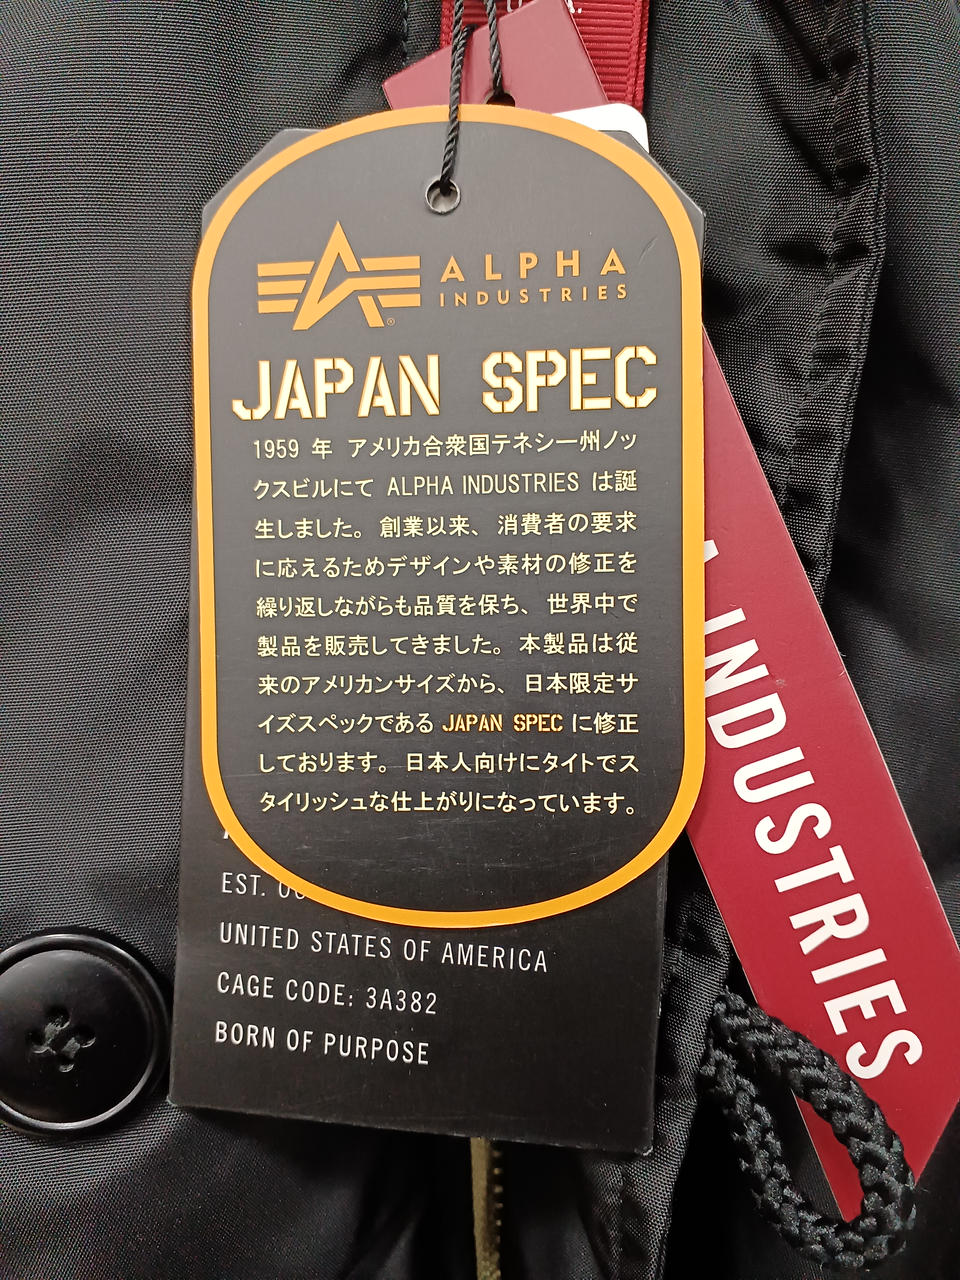 ALPHA
INDUSTRIES
JAPAN SPEC
1959 年 アメリカ合衆国テネシー州ノッ
クスビルにて ALPHA INDUSTRIES は誕
生しました。創業以来、消費者の要求
に応えるためデザインや素材の修正を
繰り返しながらも品質を保ち、世界中で
製品を販売してきました。本製品は従
来のアメリカンサイズから、日本限定サ
イズスペックである JAPAN SPEC に修正
しております。日本人向けにタイトでス
タイリッシュな仕上がりになっています。
EST.
UNITED STATES OF AMERICA
CAGE CODE: 3A382
BORN OF PURPOSE
INDUSTRIES